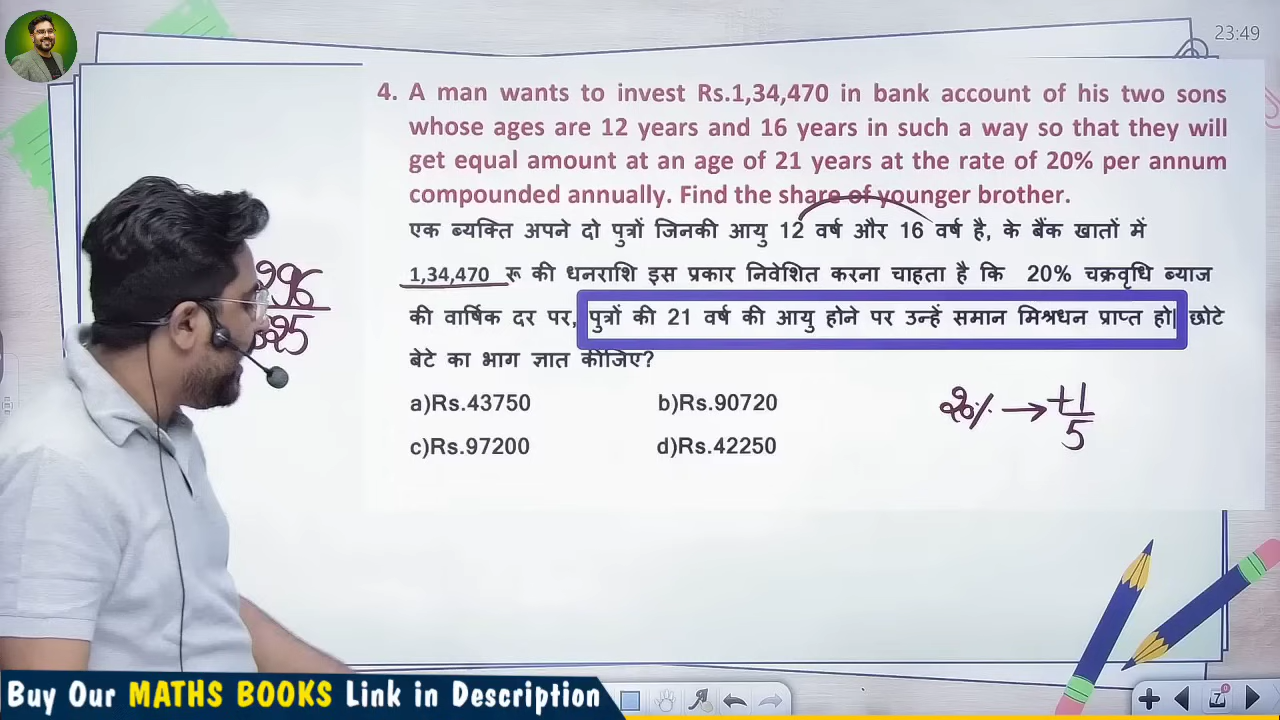 23:49
4. A man wants to invest Rs.1,34,470 in bank account of his two sons
whose ages are 12 years and 16 years in such a way so that they will
get equal amount at an age of 21 years at the rate of 20% per annum
compounded annually. Find the share of younger brother.
एक ब्यक्ति अपने दो पुत्रों जिनकी आयु 12 वर्ष और 16 वर्ष है, के बैंक खातों में
1,34,470 रू की धनराशि इस प्रकार निवेशित करना चाहता है कि 20% चक्रवृधि ब्याज
की वार्षिक दर पर, पुत्रों की 21 वर्ष की आयु होने पर उन्हें समान मिश्रधन प्राप्त हो| छोटे
बेटे का भाग ज्ञात कीजिए?
a)Rs.43750 b)Rs.90720
c)Rs.97200 d)Rs.42250
20% → +1
5
Buy Our MATHS BOOKS Link in Description